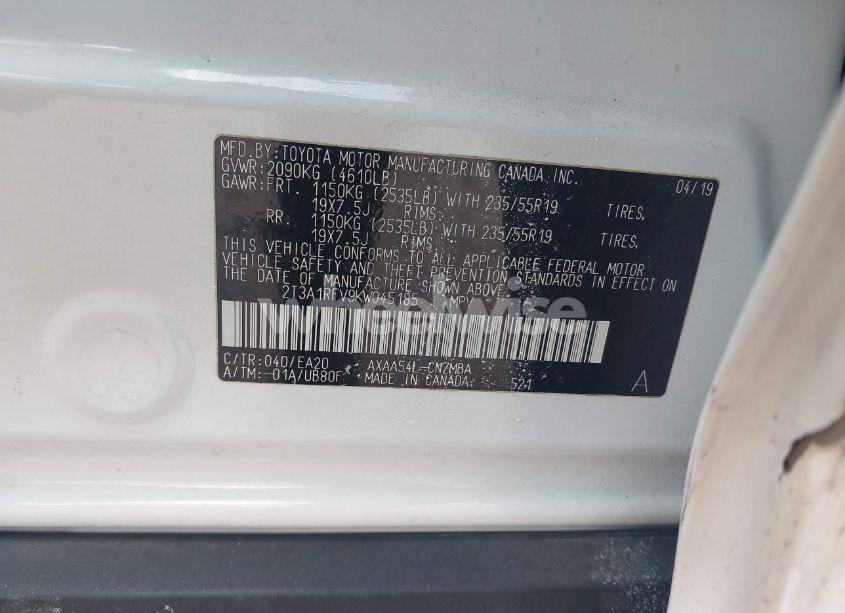 MFD.BY:TOYOTA MOTOR MANUFACTURING CANADA,INC.
GVWR:2090KG (4610LB) 04/19
GAWR:FRT. 1150KG (2535LB) WITH 235/55R19 TIRES,
19X7.5J RIMS,
RR. 1150KG (2535LB) WITH 235/55R19 TIRES,
19X7.5J RIMS,
THIS VEHICLE CONFORMS TO ALL APPLICABLE FEDERAL MOTOR
VEHICLE SAFETY AND THEFT PREVENTION STANDARDS IN EFFECT ON
THE DATE OF MANUFACTURE SHOWN ABOVE.
2T3A1RFV9KW045185 MPV
wheelwise
C/TR:040/EA20 AXAA54L-CNZMBA
A/TM:-01A/UB80F MADE IN CANADA 521 A